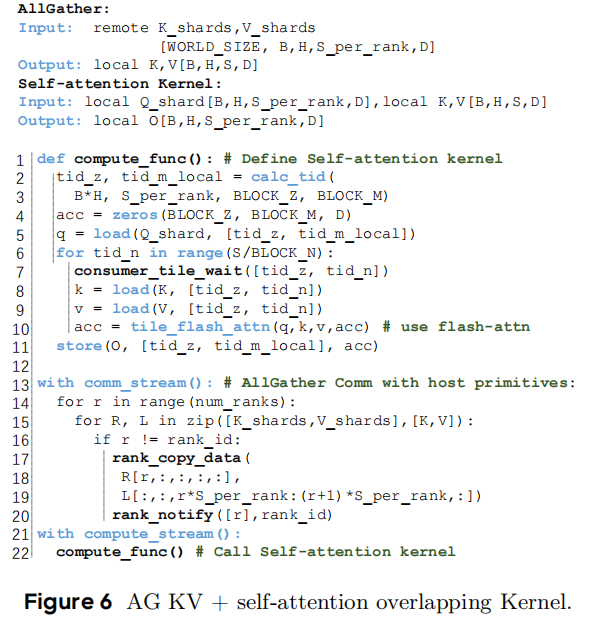 AllGather:
Input: remote K_shards,V_shards
[WORLD_SIZE, B,H,S_per_rank,D]
Output: local K,V[B,H,S,D]
Self-attention Kernel:
Input: local Q_shard[B,H,S_per_rank,D],local K,V[B,H,S,D]
Output: local O[B,H,S_per_rank,D]
1 def compute_func(): # Define Self-attention kernel
2 tid_z, tid_m_local = calc_tid(
3 B*H, S_per_rank, BLOCK_Z, BLOCK_M)
4 acc = zeros(BLOCK_Z, BLOCK_M, D)
5 q = load(Q_shard, [tid_z, tid_m_local])
6 for tid_n in range(S/BLOCK_N):
7 consumer_tile_wait([tid_z, tid_n])
8 k = load(K, [tid_z, tid_n])
9 v = load(V, [tid_z, tid_n])
10 acc = tile_flash_attn(q,k,v,acc) # use flash-attn
11 store(O, [tid_z, tid_m_local], acc)
12
13 with comm_stream(): # AllGather Comm with host primitives:
14 for r in range(num_ranks):
15 for R, L in zip([K_shards,V_shards],[K,V]):
16 if r != rank_id:
17 rank_copy_data(
18 R[r,:,:,:,:],
19 L[:,:,r*S_per_rank:(r+1)*S_per_rank,:])
20 rank_notify([r],rank_id)
21 with compute_stream():
22 compute_func() # Call Self-attention kernel
Figure 6 AG KV + self-attention overlapping Kernel.